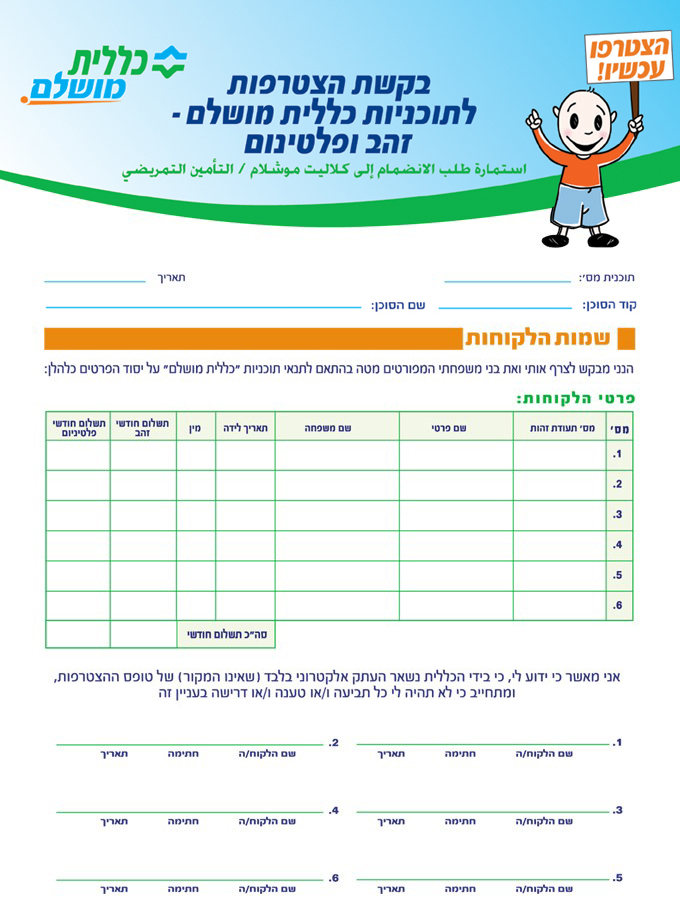 כללית
מושלם.
הצטרפו
עכשיו!
בקשת הצטרפות
לתוכניות כללית מושלם -
זהב ופלטינום
استمارة طلب الانضمام إلى كلاليت موشلام / التأمين التمريضي
תוכנית מס': תאריך
קוד הסוכן: שם הסוכן:
שמות הלקוחות
הנני מבקש לצרף אותי ואת בני משפחתי המפורטים מטה בהתאם לתנאי תוכניות "כללית מושלם" על יסוד הפרטים כלהלן:
פרטי הלקוחות:
מס' מס' תעודת זהות שם פרטי שם משפחה תאריך לידה מין תשלום חודשי זהב תשלום חודשי פלטיניום
1.
2.
3.
4.
5.
6.
סה"כ תשלום חודשי
אני מאשר כי ידוע לי, כי בידי הכללית נשאר העתק אלקטרוני בלבד (שאינו המקור) של טופס ההצטרפות,
ומתחייב כי לא תהיה לי כל תביעה ו/או טענה ו/או דרישה בעניין זה
1. 2.
שם הלקוח/ה חתימה תאריך שם הלקוח/ה חתימה תאריך
3. 4.
שם הלקוח/ה חתימה תאריך שם הלקוח/ה חתימה תאריך
5. 6.
שם הלקוח/ה חתימה תאריך שם הלקוח/ה חתימה תאריך